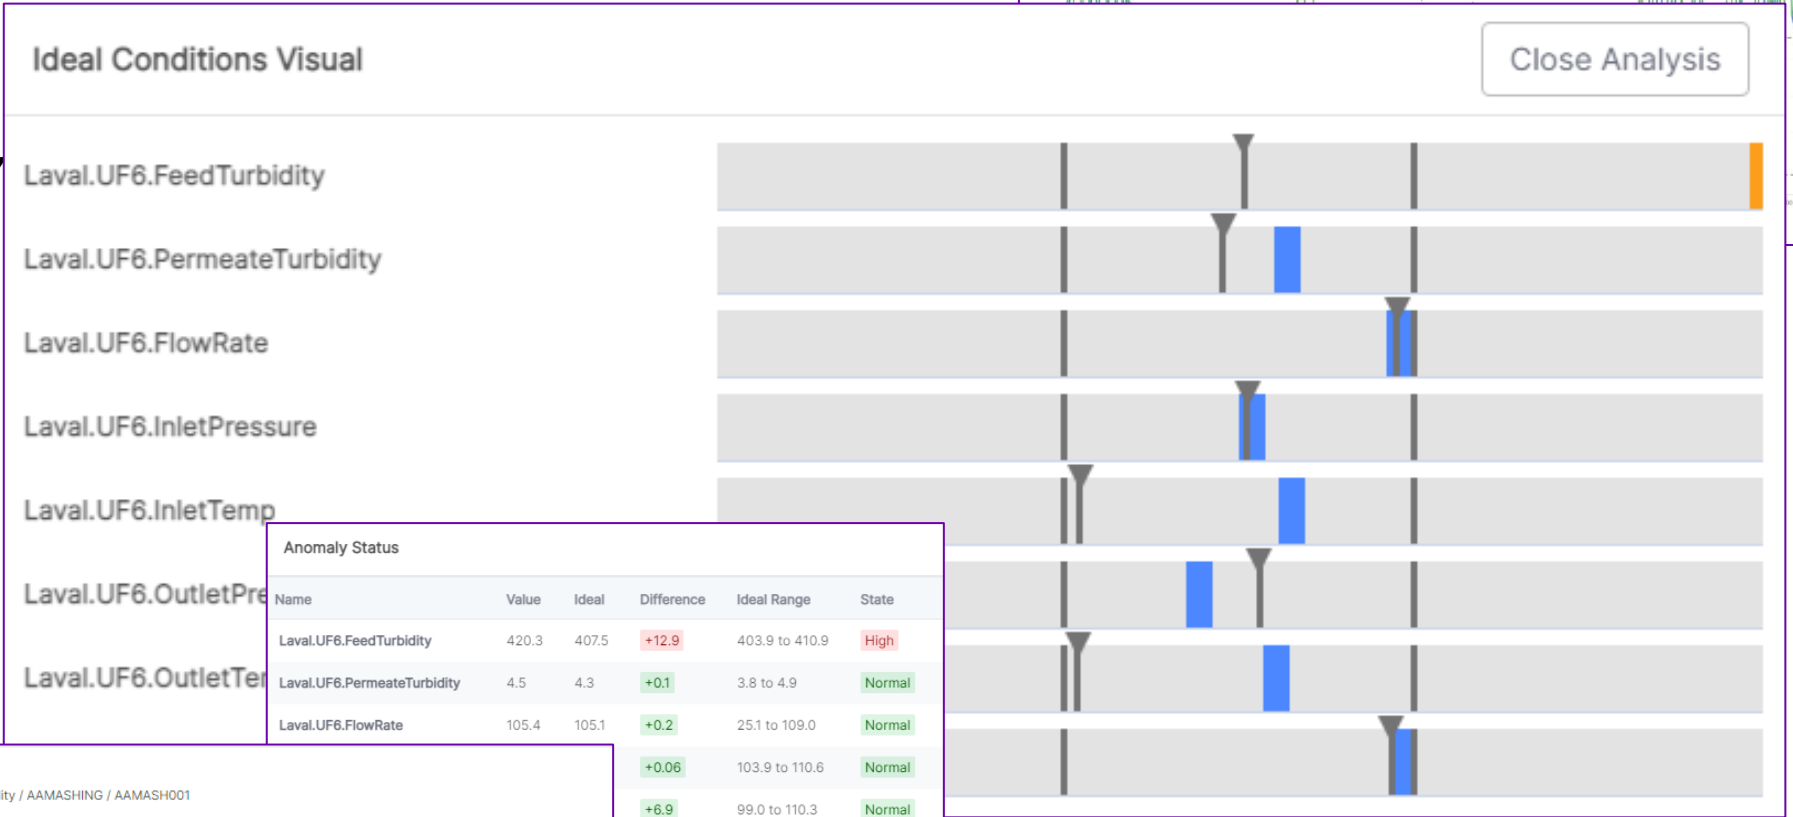 Ideal Conditions Visual
Close Analysis
Laval.UF6.FeedTurbidity
Laval.UF6.PermeateTurbidity
Laval.UF6.FlowRate
Laval.UF6.InletPressure
Laval.UF6.InletTemp
Laval.UF6.OutletPre
Laval.UF6.OutletTer
Anomaly Status
Name Value Ideal Difference Ideal Range State
Laval.UF6.FeedTurbidity 420.3 407.5 +12.9 403.9 to 410.9 High
Laval.UF6.PermeateTurbidity 4.5 4.3 +0.1 3.8 to 4.9 Normal
Laval.UF6.FlowRate 105.4 105.1 +0.2 25.1 to 109.0 Normal
+0.06 103.9 to 110.6 Normal
+6.9 99.0 to 110.3 Normal
ity / AAMASHING / AAMASH001